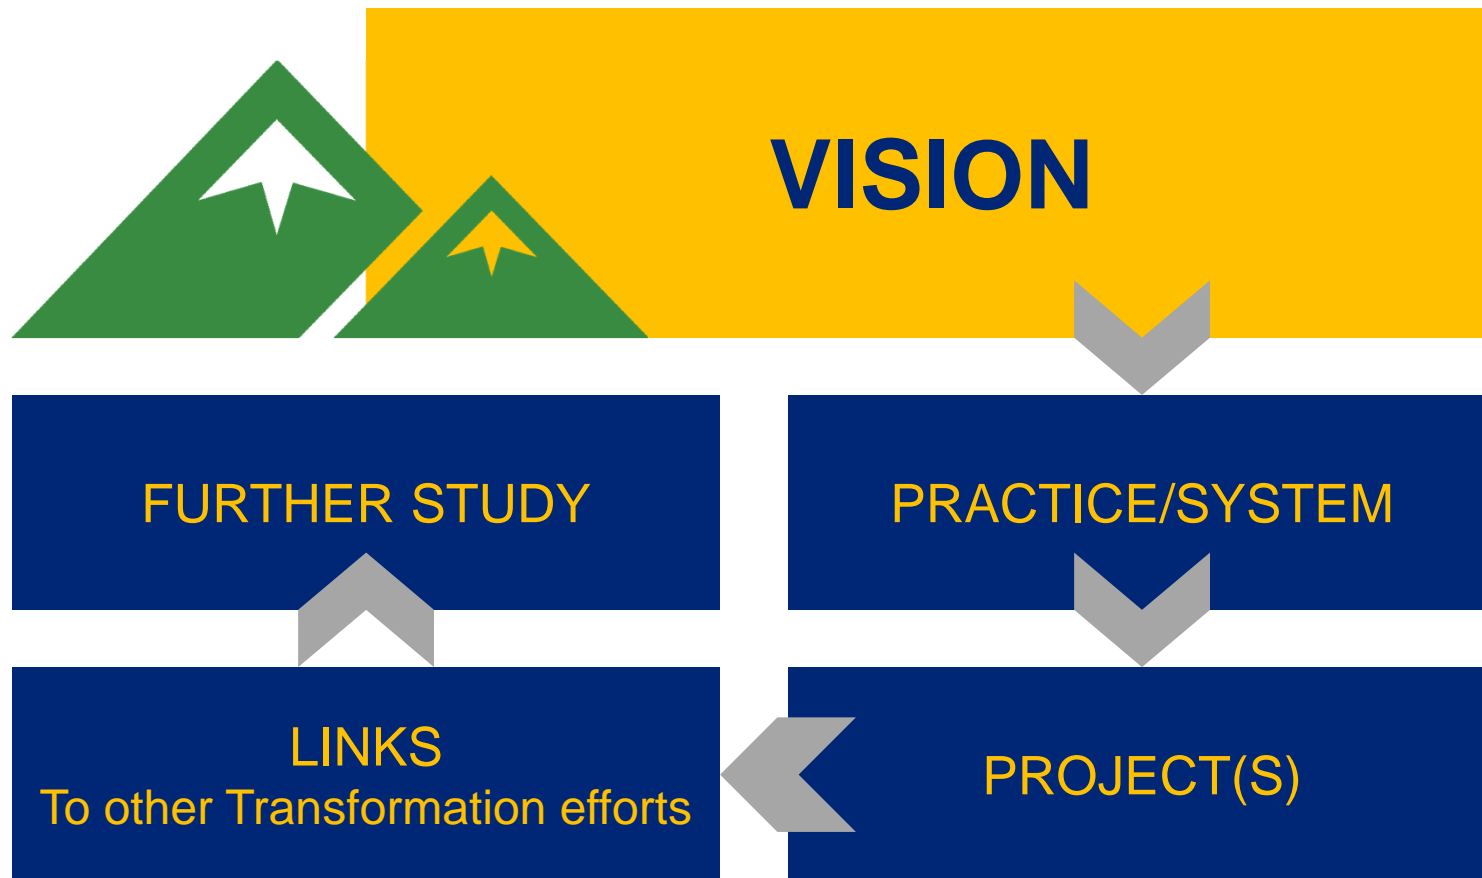 VISION
FURTHER STUDY
PRACTICE/SYSTEM
LINKS
To other Transformation efforts
PROJECT(S)